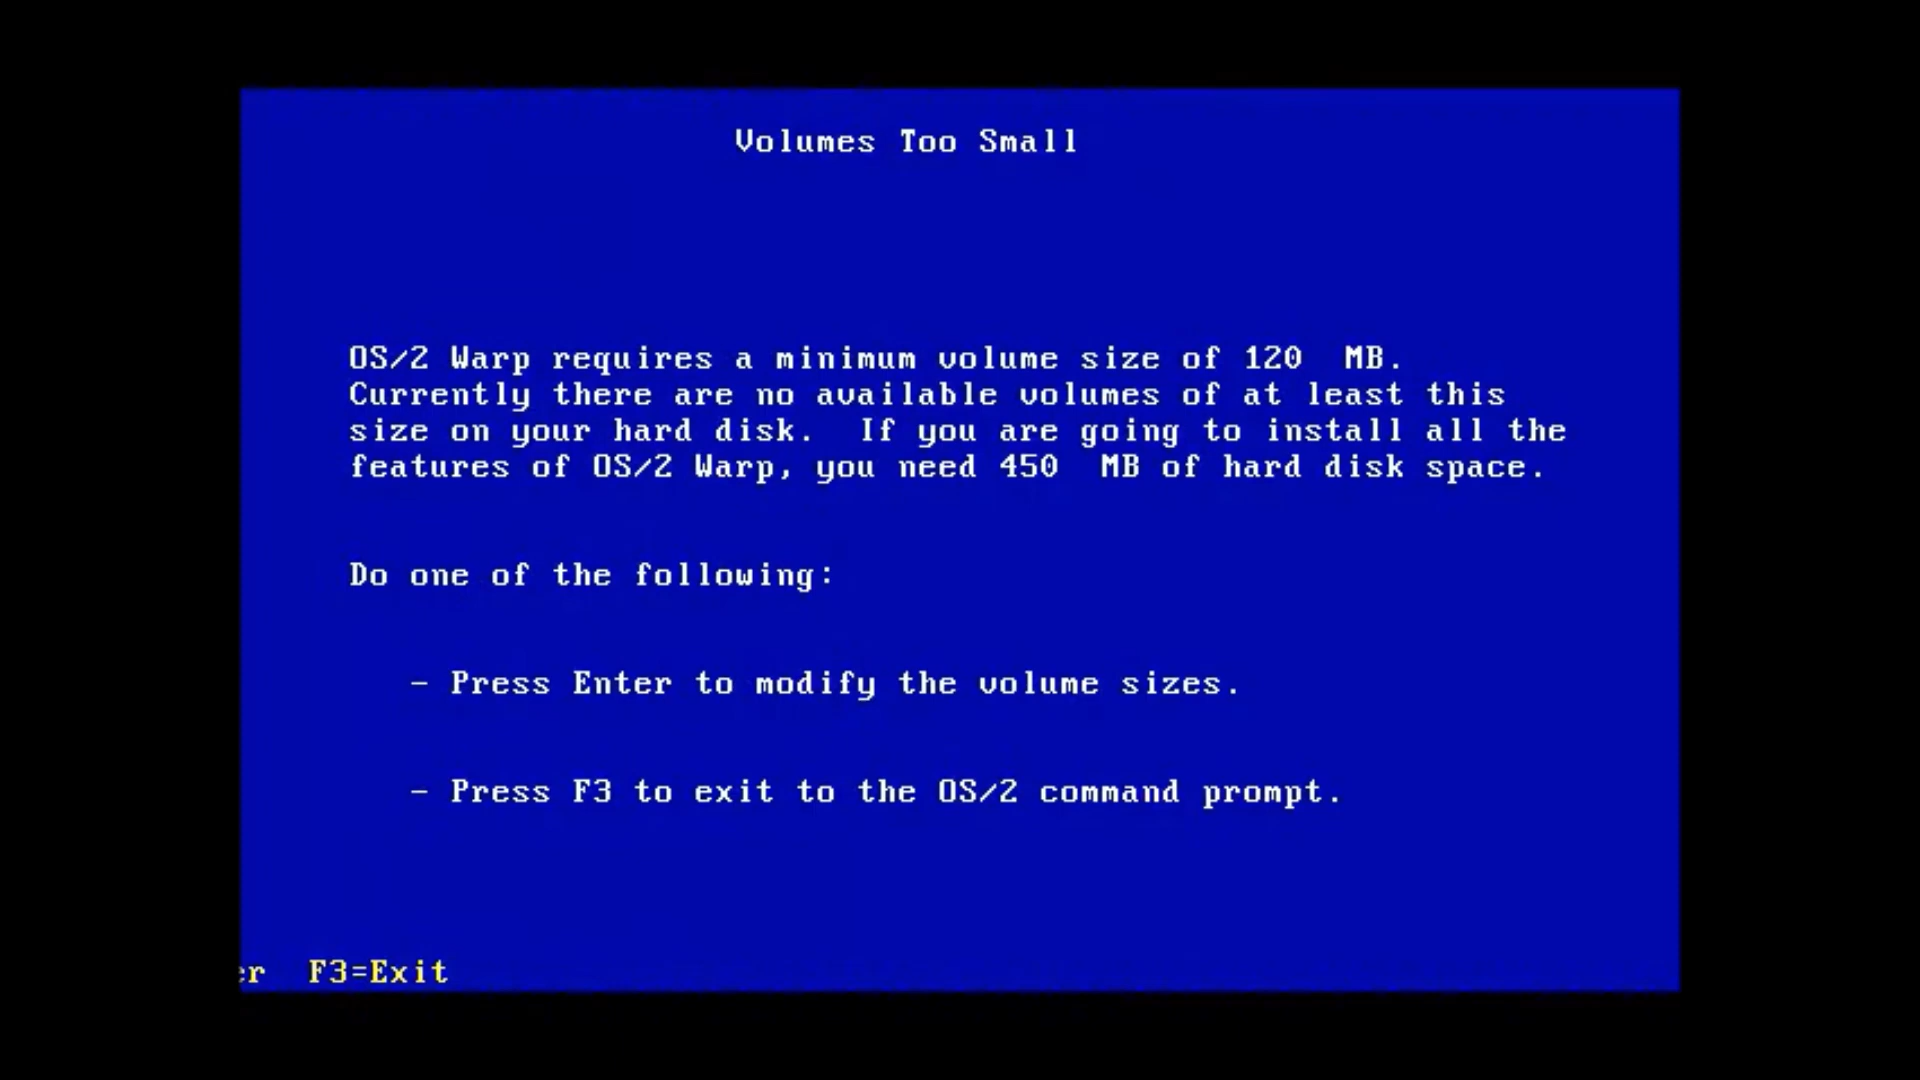 Volumes Too Small
OS/2 Warp requires a minimum volume size of 120  MB.
Currently there are no available volumes of at least this
size on your hard disk.  If you are going to install all the
features of OS/2 Warp, you need 450  MB of hard disk space.
Do one of the following:
- Press Enter to modify the volume sizes.
- Press F3 to exit to the OS/2 command prompt.
er  F3=Exit